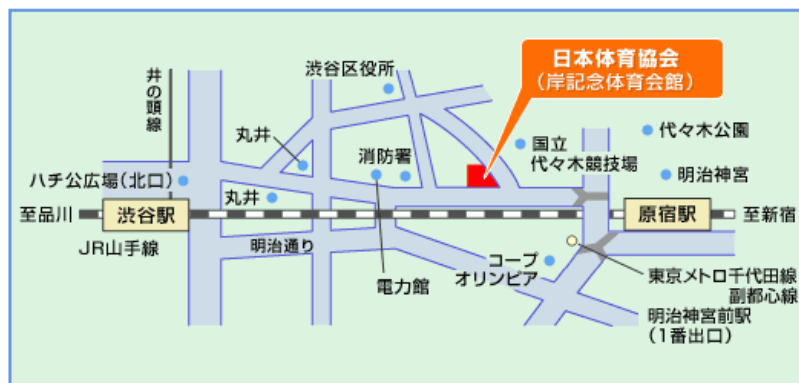 日本体育協会
(岸記念体育会館)
渋谷区役所
井の頭線
丸井
消防署
国立
代々木競技場
代々木公園
明治神宮
ハチ公広場(北口)
丸井
至品川
渋谷駅
原宿駅
至新宿
JR山手線
明治通り
電力館
コープ
オリンピア
東京メトロ千代田線
副都心線
明治神宮前駅
(1番出口)